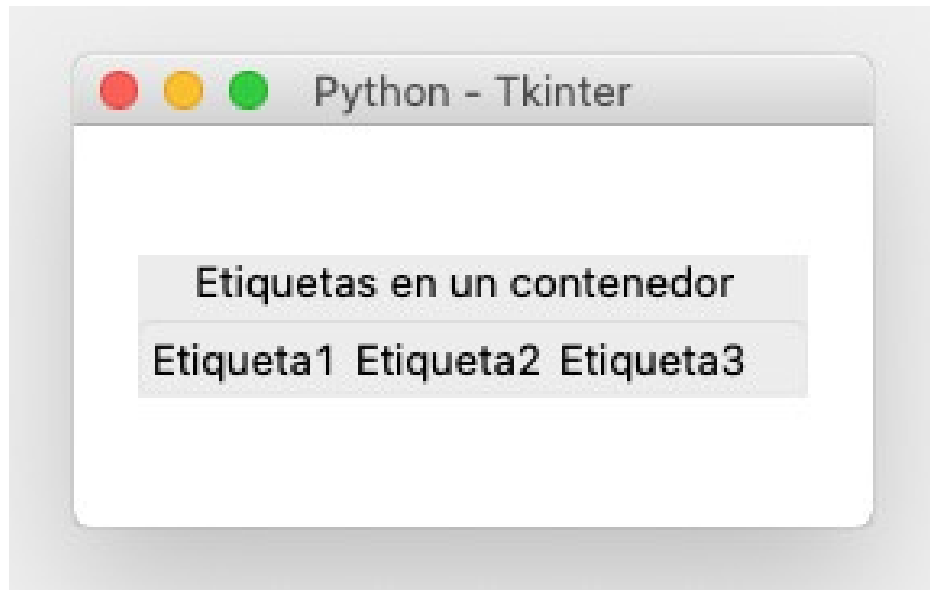 Python - Tkinter
Etiquetas en un contenedor
Etiqueta1 Etiqueta2 Etiqueta3